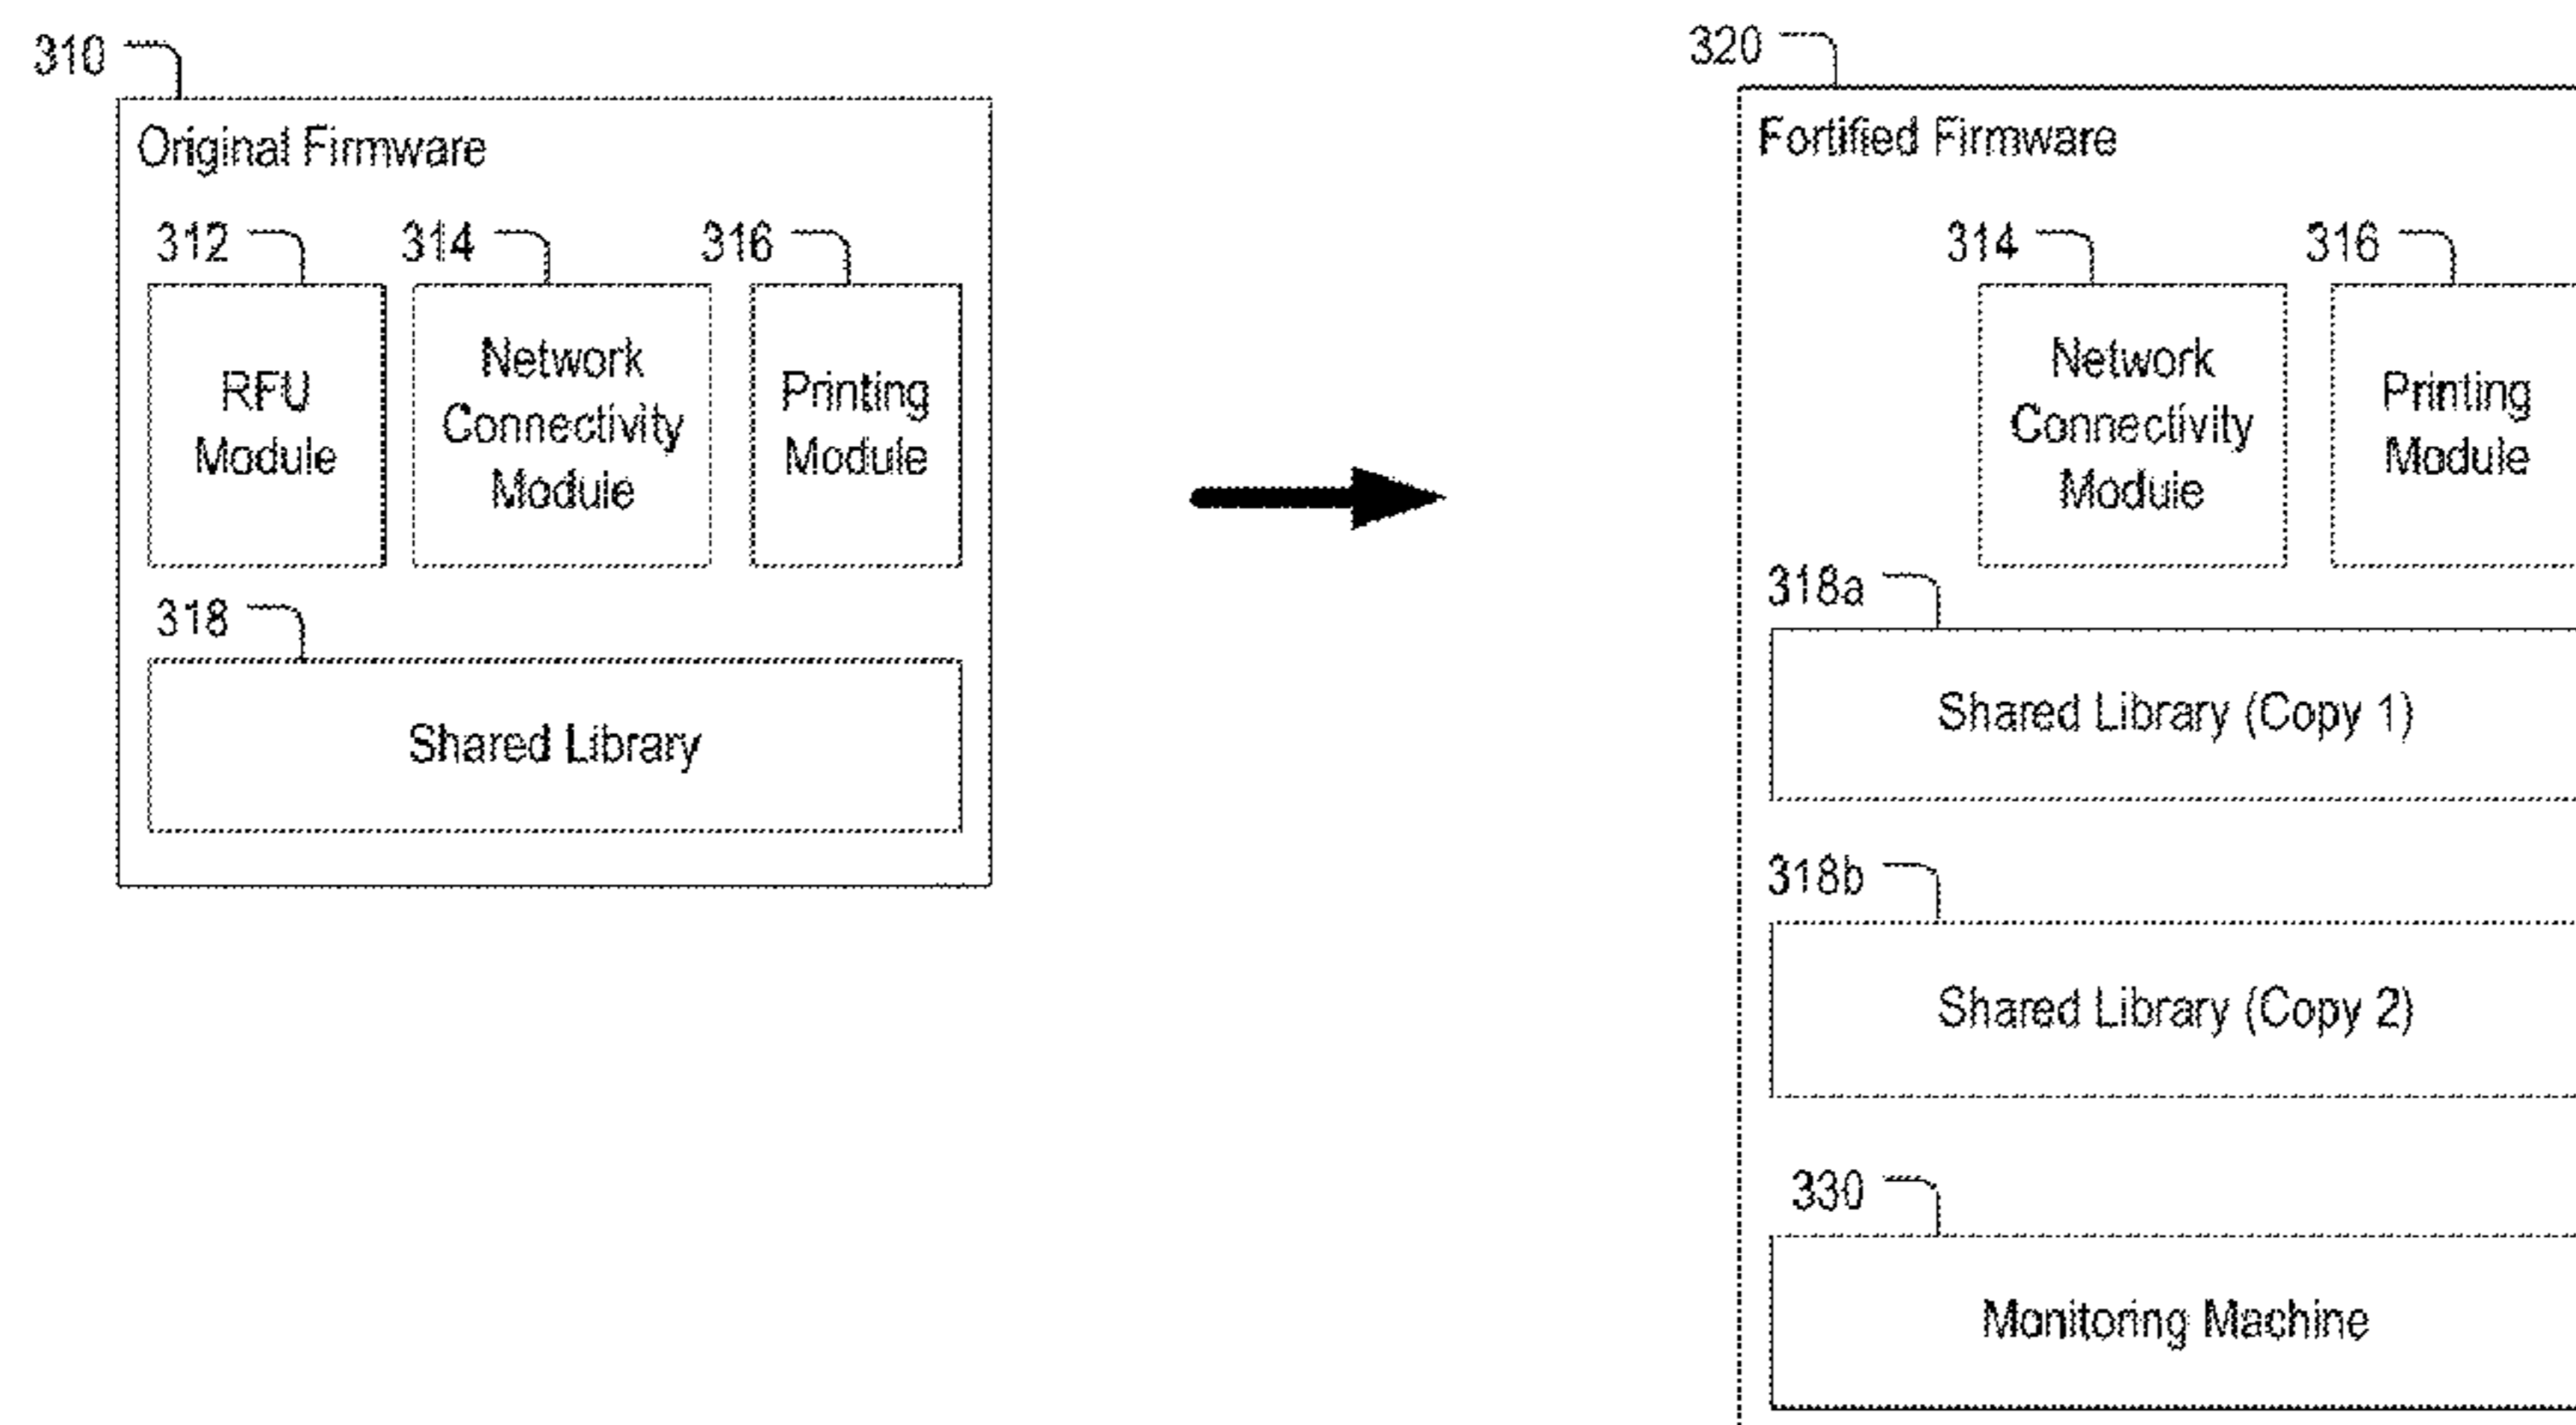 310
Original Firmware
312 314 316
RFU
Module
Network
Connectivity
Module
Printing
Module
318
Shared Library
320
Fortified Firmware
314 316
Network
Connectivity
Module
Printing
Module
318a
Shared Library (Copy 1)
318b
Shared Library (Copy 2)
330
Monitoring Machine